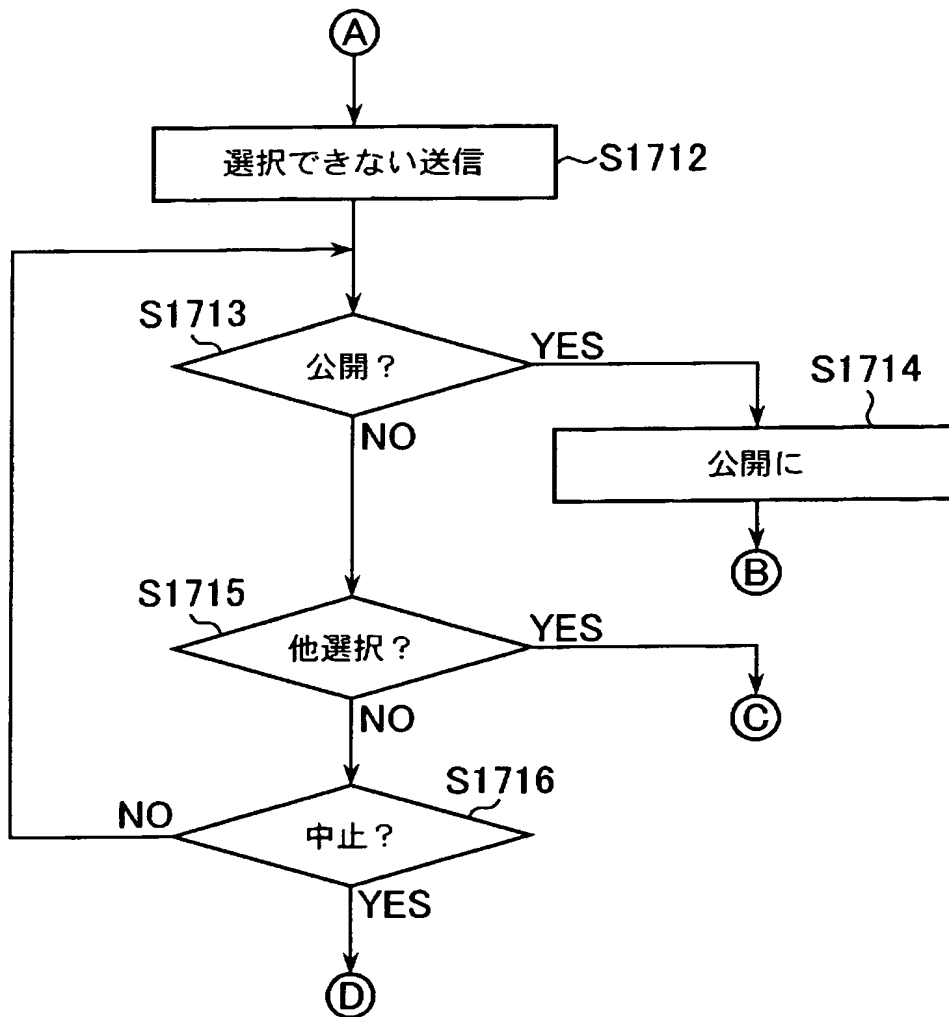 A
選択できない送信
S1712
S1713
公開？
YES
NO
S1714
公開に
B
S1715
他選択？
YES
NO
C
S1716
中止？
NO
YES
D